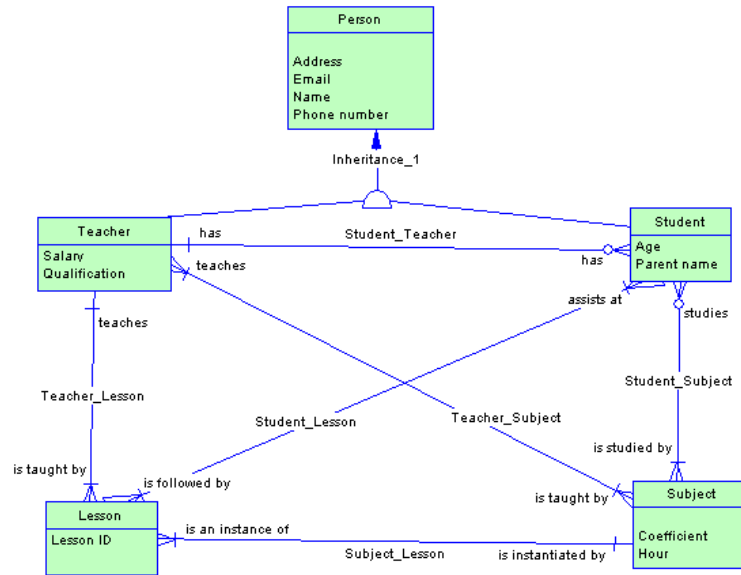 Person
Address
Email
Name
Phone number
Inheritance_1
Teacher
Salary
Qualification
has
Student_Teacher
has
Student
Age
Parent name
teaches
assists at
studies
teaches
Teacher_Lesson
Student_Lesson
Teacher_Subject
Student_Subject
is studied by
is taught by
is followed by
is taught by
Lesson
Lesson ID
is an instance of
Subject_Lesson
is instantiated by
Subject
Coefficient
Hour